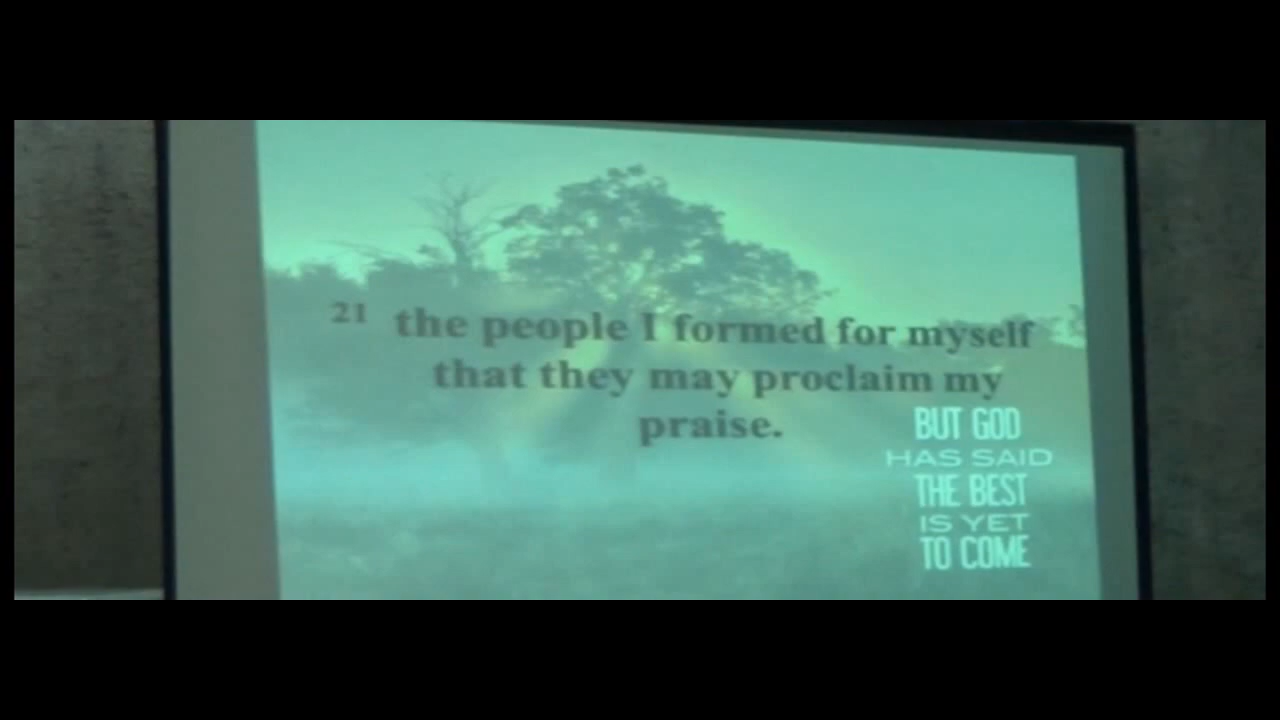 21 the people I formed for myself
that they may proclaim my
praise.
BUT GOD
HAS SAID
THE BEST
IS YET
TO COME